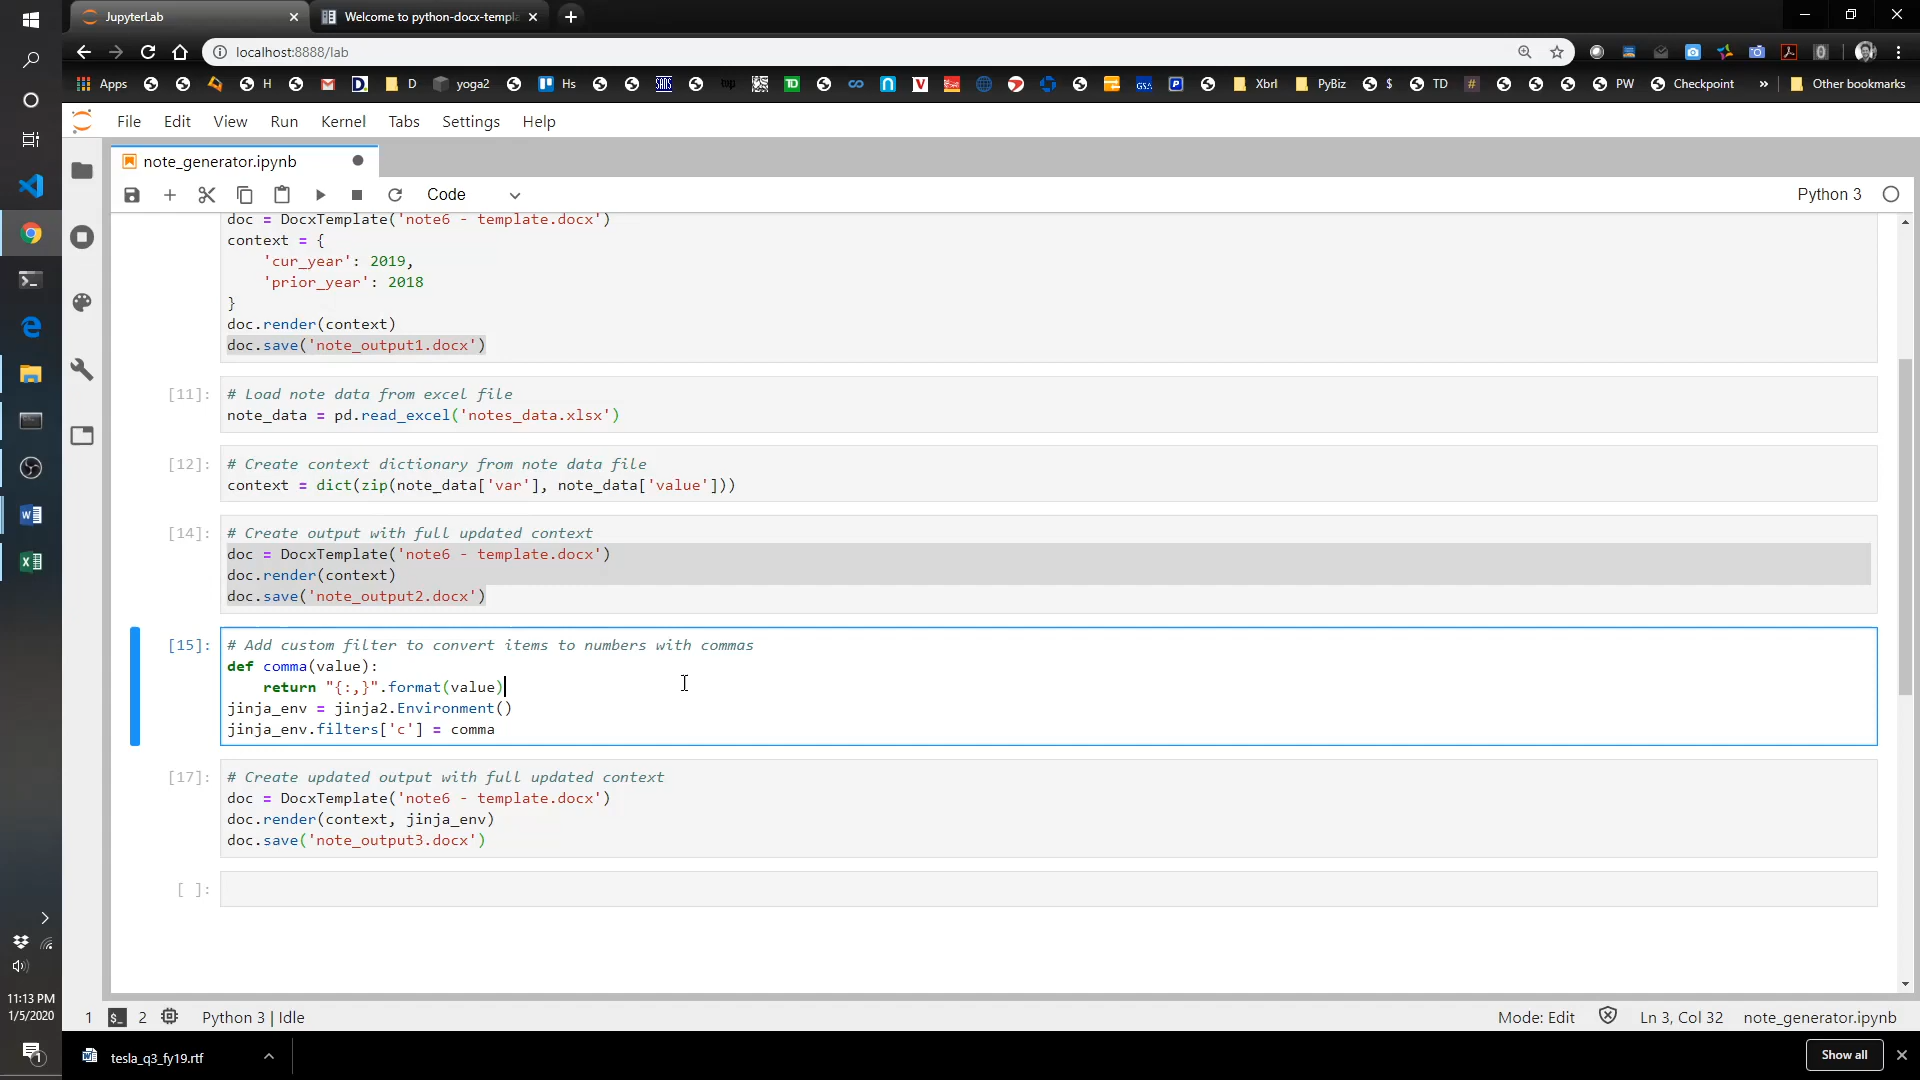 JupyterLab
Welcome to python-docx-templ
localhost:8888/lab
Apps
H
D
yoga2
Hs
Xbrl
PyBiz
$
TD
PW
Checkpoint
Other bookmarks
File Edit View Run Kernel Tabs Settings Help
note_generator.ipynb
Code
Python 3
doc = DocxTemplate('note6 - template.docx')
context = {
'cur_year': 2019,
'prior_year': 2018
}
doc.render(context)
doc.save('note_output1.docx')
[11]:
# Load note data from excel file
note_data = pd.read_excel('notes_data.xlsx')
[12]:
# Create context dictionary from note data file
context = dict(zip(note_data['var'], note_data['value']))
[14]:
# Create output with full updated context
doc = DocxTemplate('note6 - template.docx')
doc.render(context)
doc.save('note_output2.docx')
[15]:
# Add custom filter to convert items to numbers with commas
def comma(value):
return "{:,}".format(value)
jinja_env = jinja2.Environment()
jinja_env.filters['c'] = comma
[17]:
# Create updated output with full updated context
doc = DocxTemplate('note6 - template.docx')
doc.render(context, jinja_env)
doc.save('note_output3.docx')
[ ]:
11:13 PM
1/5/2020
1 $_ 2 Python 3 | Idle
Mode: Edit
Ln 3, Col 32
note_generator.ipynb
1
tesla_q3_fy19.rtf
Show all